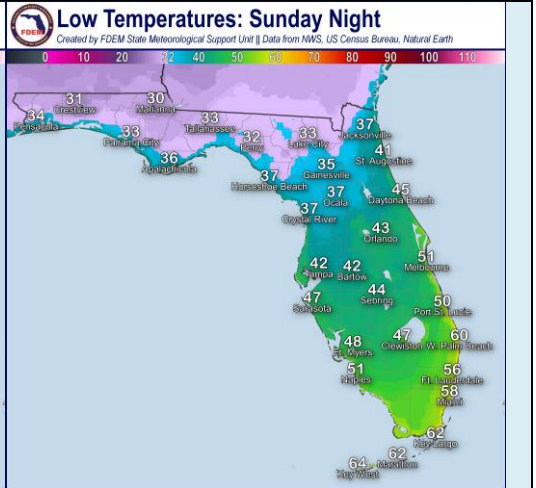 FDEM
Low Temperatures: Sunday Night
Created by FDEM State Meteorological Support Unit || Data from NWS, US Census Bureau, Natural Earth
0 10 20 32 40 50 60 70 80 90 100 110
31
Crestview
30
Marianna
34
Pensacola
33
Tallahassee
33
Panama City
32
Perry
33
Lake City
37
Jacksonville
36
Apalachicola
41
St. Augustine
35
Gainesville
37
Horseshoe Beach
37
Ocala
45
Daytona Beach
37
Crystal River
43
Orlando
51
Melbourne
42
Tampa
42
Bartow
44
Sebring
47
Sarasota
50
Port St. Lucie
47
Clewiston
60
W. Palm Beach
48
Ft. Myers
51
Naples
56
Ft. Lauderdale
58
Miami
62
Key Largo
62
Marathon
64
Key West